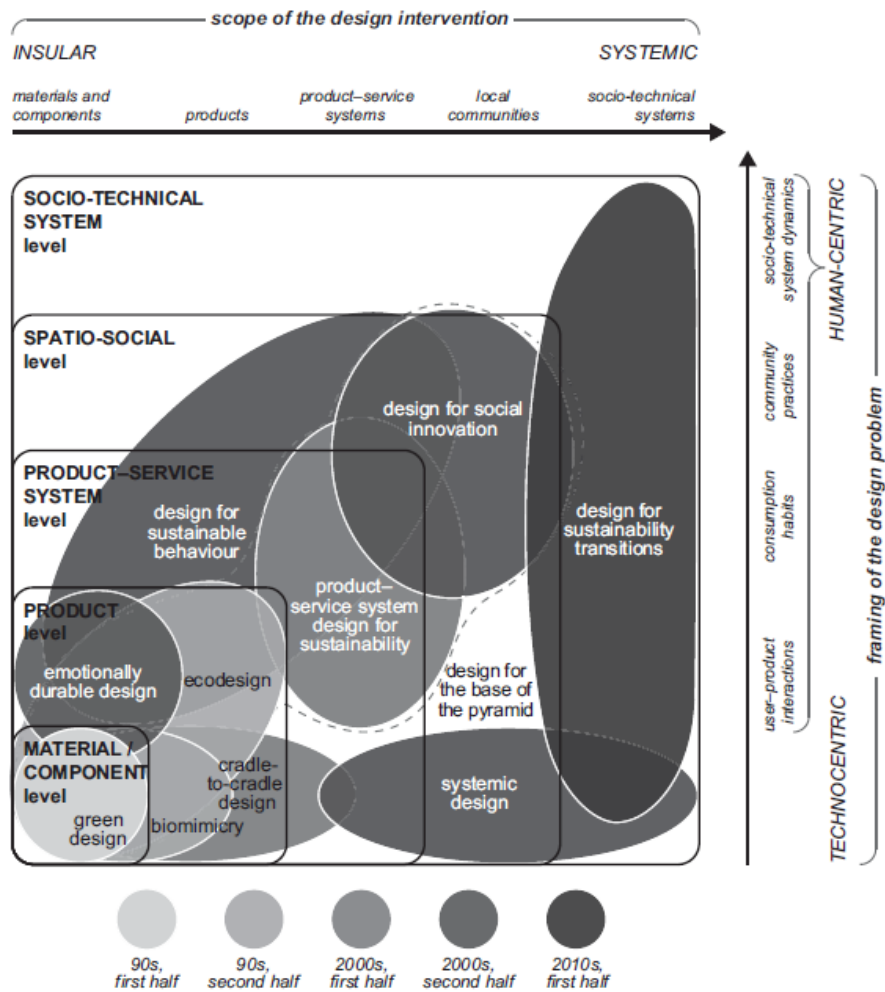 scope of the design intervention
INSULAR
SYSTEMIC
materials and
components
products
product–service
systems
local
communities
socio-technical
systems
SOCIO-TECHNICAL
SYSTEM
level
SPATIO-SOCIAL
level
PRODUCT–SERVICE
SYSTEM
level
PRODUCT
level
MATERIAL /
COMPONENT
level
design for social
innovation
design for
sustainable
behaviour
design for
sustainability
transitions
product–
service system
design for
sustainability
emotionally
durable design
ecodesign
design for
the base of
the pyramid
cradle-
to-cradle
design
systemic
design
green
design
biomimicry
socio-technical
system dynamics
community
practices
consumption
habits
user–product
interactions
HUMAN-CENTRIC
TECHNOCENTRIC
framing of the design problem
90s,
first half
90s,
second half
2000s,
first half
2000s,
second half
2010s,
first half